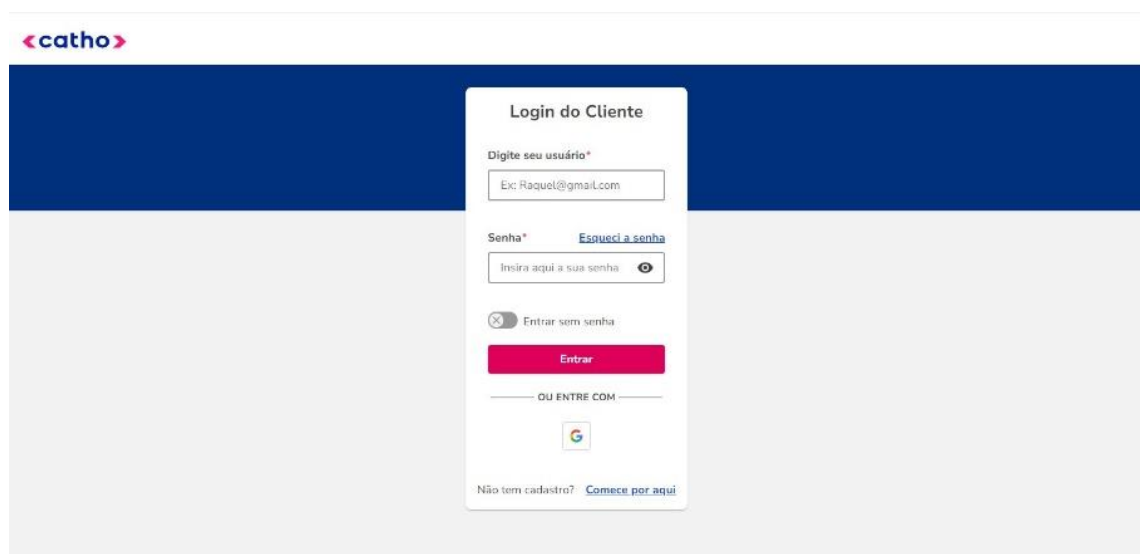 <catho>
Login do Cliente
Digite seu usuário*
Ex: Raquel@gmail.com
Senha* Esqueci a senha
Insira aqui a sua senha
Entrar sem senha
Entrar
OU ENTRE COM
G
Não tem cadastro? Comece por aqui